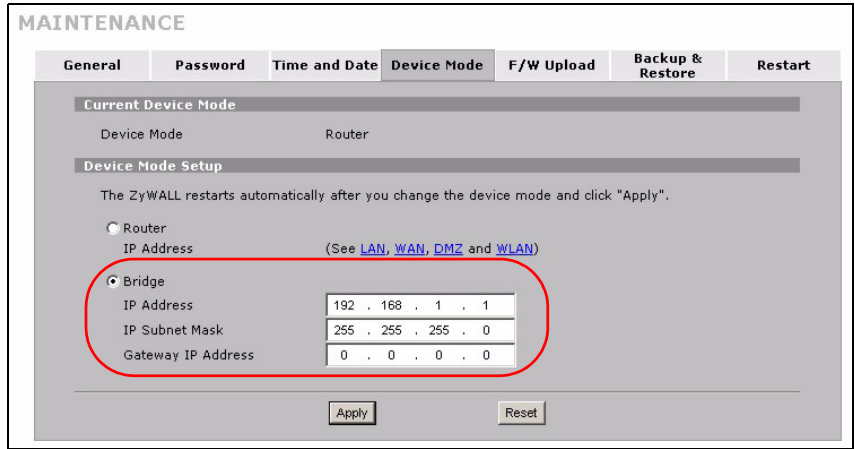 MAINTENANCE
General Password Time and Date Device Mode F/W Upload Backup & Restore Restart
Current Device Mode
Device Mode Router
Device Mode Setup
The ZyWALL restarts automatically after you change the device mode and click "Apply".
Router
IP Address (See LAN, WAN, DMZ and WLAN)
Bridge
IP Address 192 . 168 . 1 . 1
IP Subnet Mask 255 . 255 . 255 . 0
Gateway IP Address 0 . 0 . 0 . 0
Apply Reset